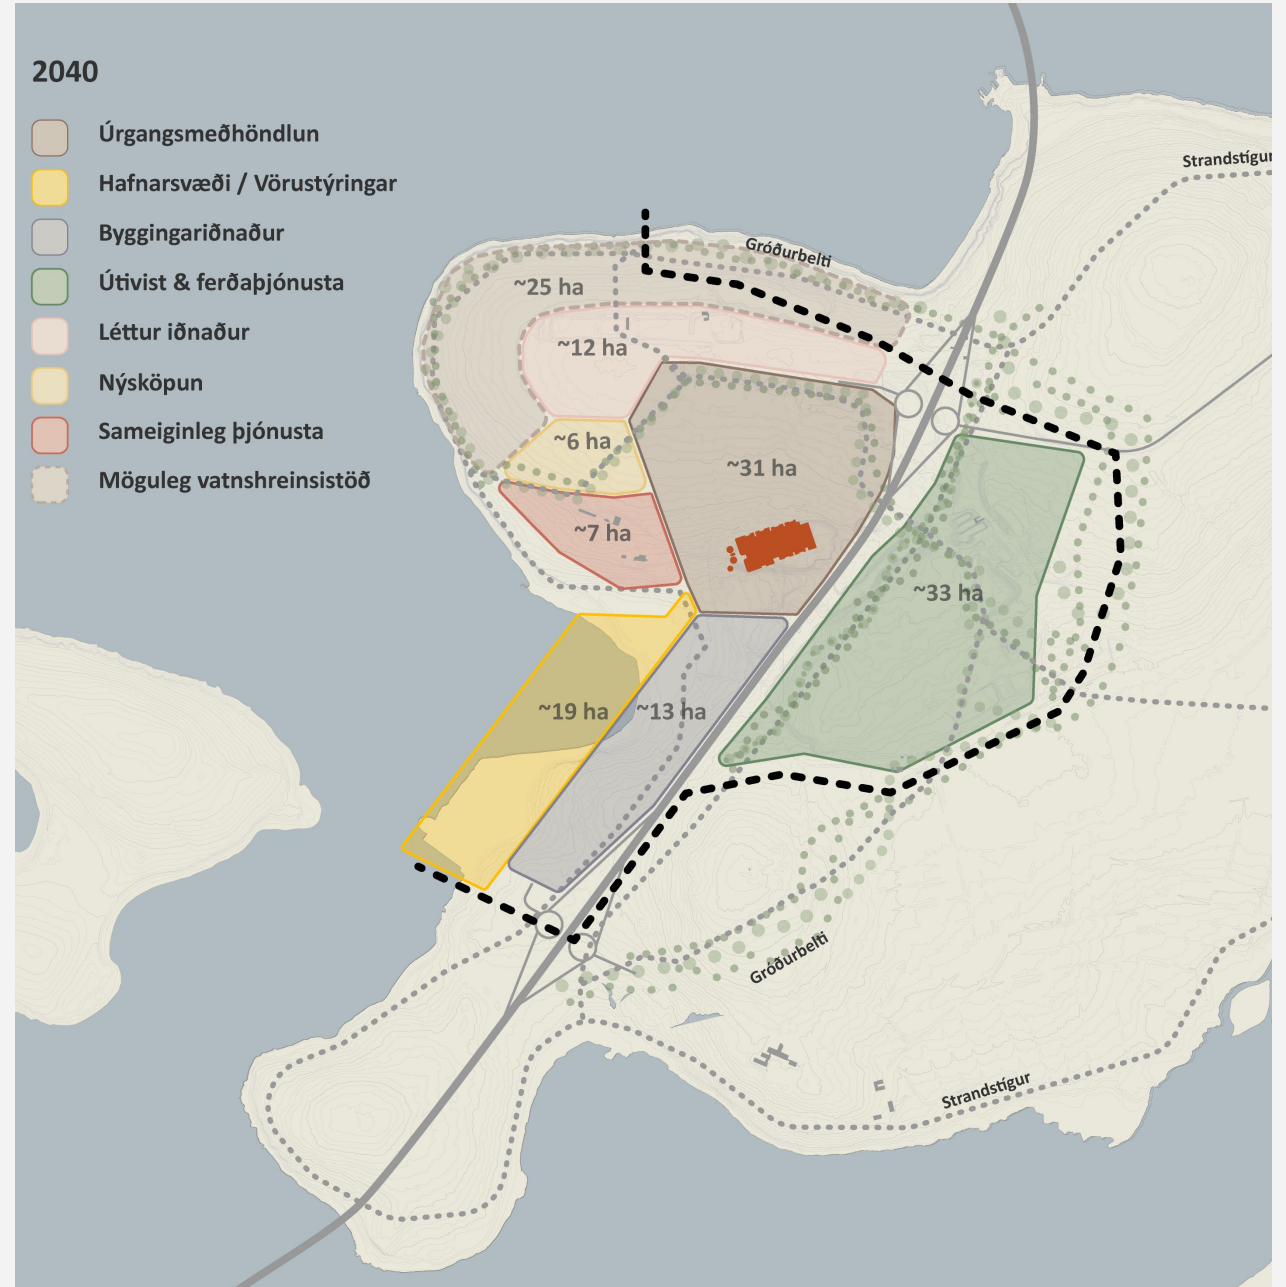 2040
Úrgangsmeðhöndlun
Hafnarsvæði / Vörustýringar
Byggingariðnaður
Útivist & ferðaþjónusta
Léttur iðnaður
Nýsköpun
Sameiginleg þjónusta
Möguleg vatnshreinsistöð
Strandstígur
Gróðurbelti
~25 ha
~12 ha
~6 ha
~31 ha
~7 ha
~33 ha
~19 ha
~13 ha
Gróðurbelti
Strandstígur